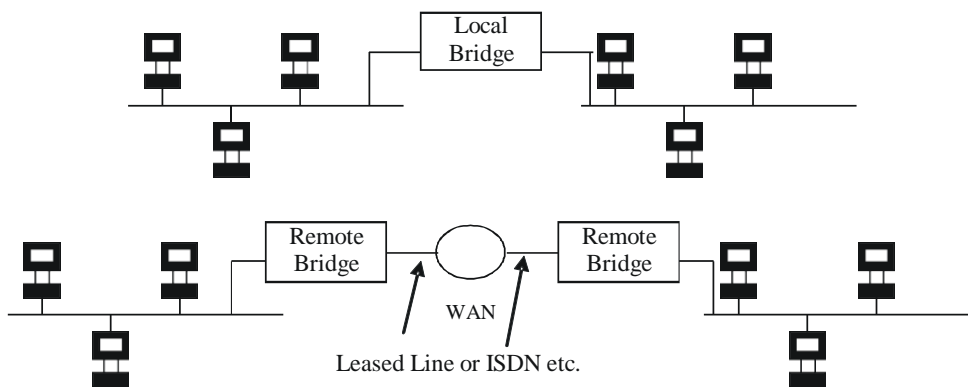 Local
Bridge
Remote
Bridge
Remote
Bridge
WAN
Leased Line or ISDN etc.